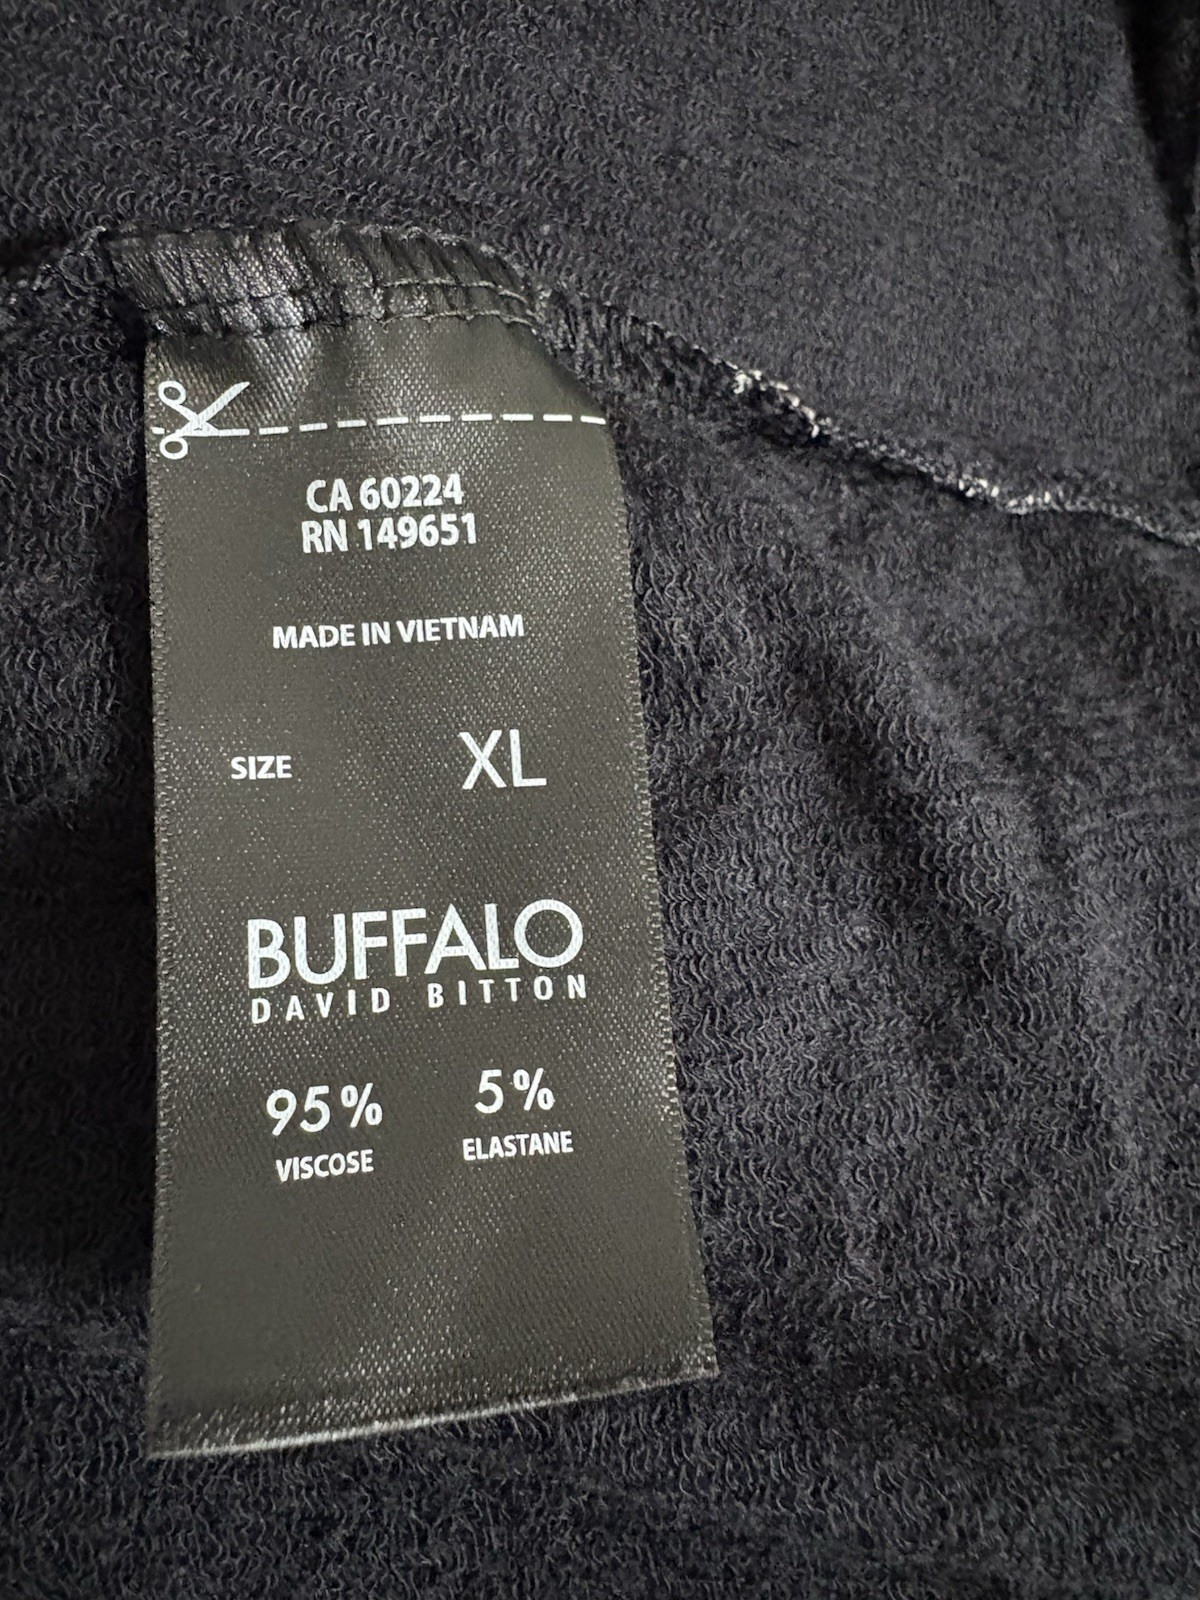 CA 60224
RN 149651
MADE IN VIETNAM
SIZE XL
BUFFALO
DAVID BITTON
95% 5%
VISCOSE ELASTANE